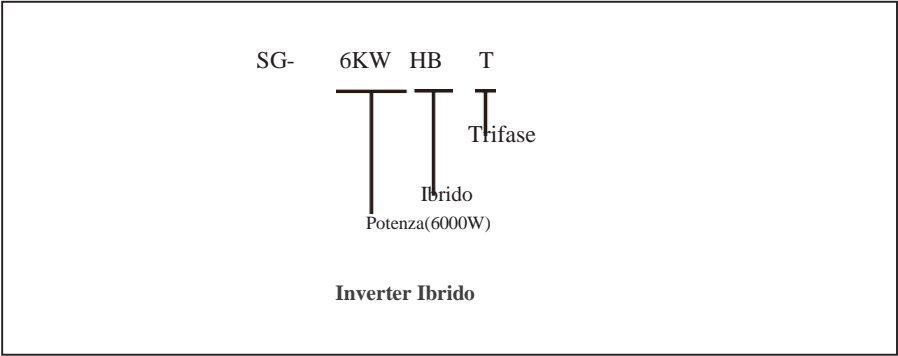 SG- 6KW HB T
Trifase
Ibrido
Potenza(6000W)
Inverter Ibrido